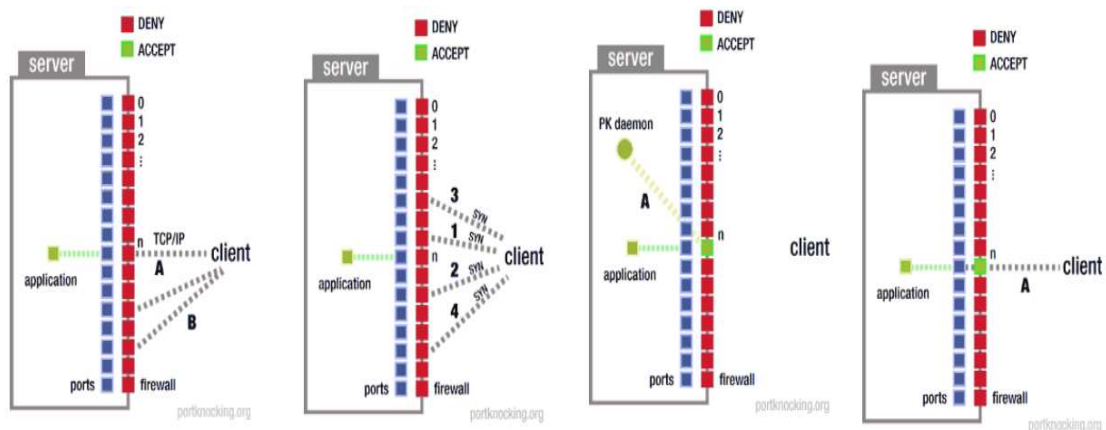 DENY
ACCEPT
server
0
1
2
...
n
TCP/IP
A
client
application
B
ports
firewall
portknocking.org
DENY
ACCEPT
server
0
1
2
...
3
SYN
1
SYN
client
n
application
2
SYN
4
SYN
ports
firewall
portknocking.org
DENY
ACCEPT
server
0
PK daemon
1
2
...
A
n
client
application
ports
firewall
portknocking.org
DENY
ACCEPT
server
0
1
2
...
n
client
application
A
ports
firewall
portknocking.org